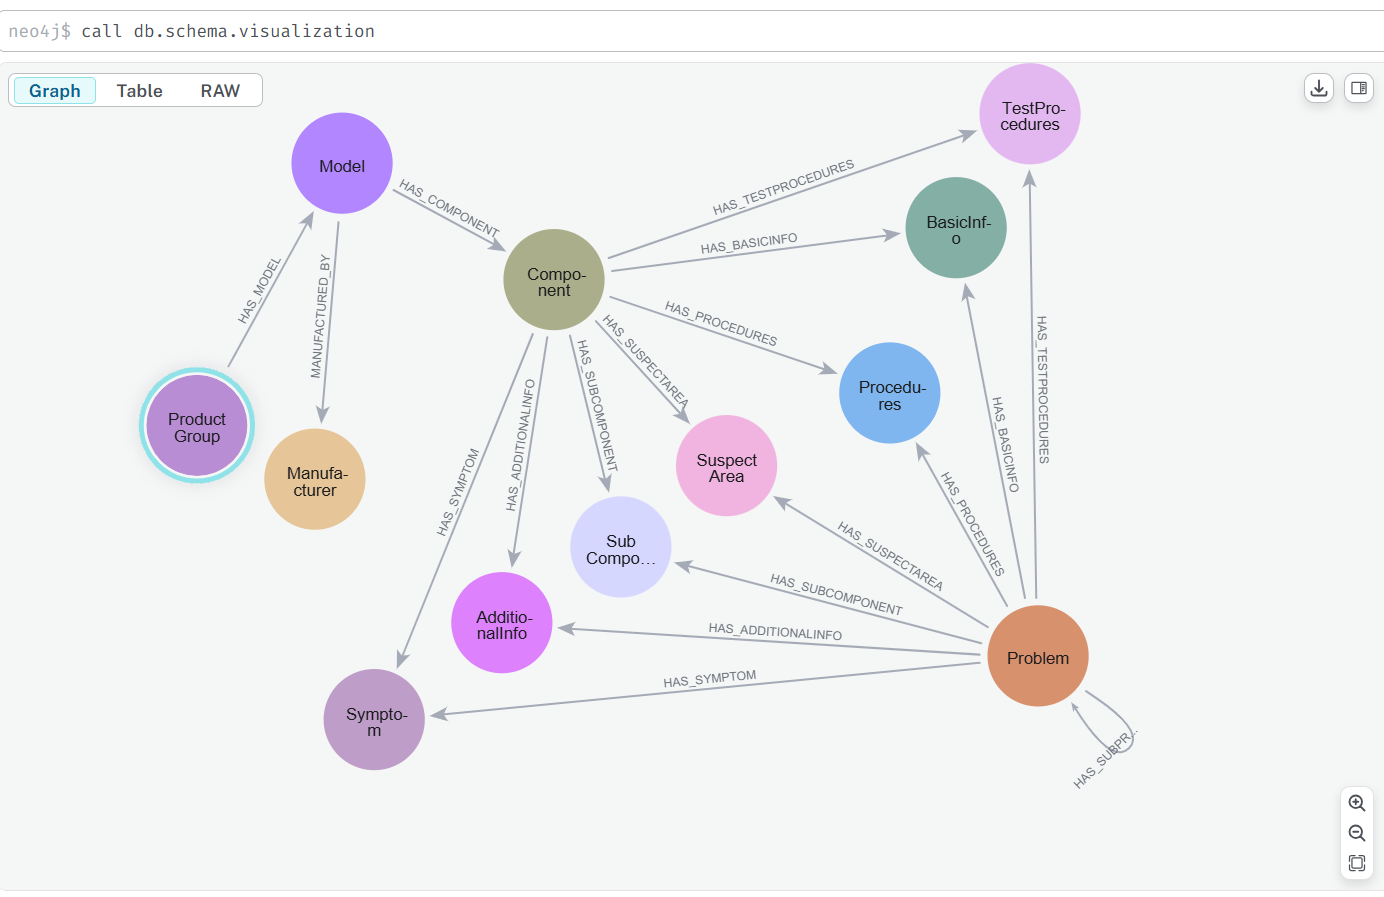 neo4j$ call db.schema.visualization
Graph Table RAW
TestPro-
cedures
Model
HAS_TESTPROCEDURES
HAS_COMPONENT
BasicInf-
o
HAS_BASICINFO
Compo-
nent
HAS_MODEL
MANUFACTURED_BY
HAS_PROCEDURES
HAS_SUSPECTAREA
HAS_SUBCOMPONENT
HAS_TESTPROCEDURES
Procedu-
res
Product
Group
HAS_ADDITIONALINFO
HAS_BASICINFO
Manufa-
cturer
Suspect
Area
HAS_SYMPTOM
HAS_PROCEDURES
Sub
Compo...
HAS_SUSPECTAREA
HAS_SUBCOMPONENT
Additio-
nalInfo
HAS_ADDITIONALINFO
Problem
HAS_SYMPTOM
Sympto-
m
HAS_SUBPR...